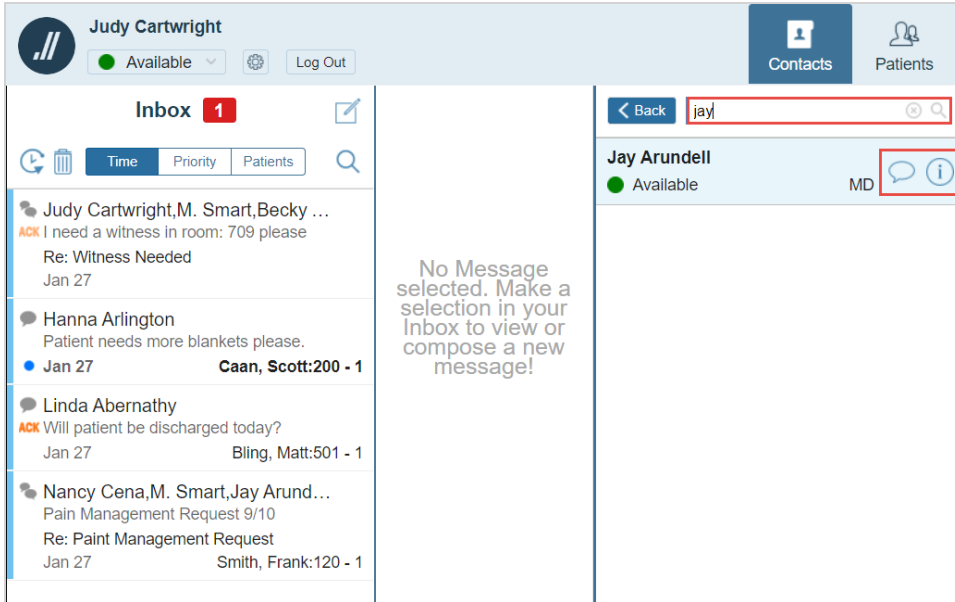 Judy Cartwright
Available
Log Out
Contacts
Patients
Inbox 1
Time Priority Patients
Judy Cartwright,M. Smart,Becky ...
ACK I need a witness in room: 709 please
Re: Witness Needed
Jan 27
Hanna Arlington
Patient needs more blankets please.
Jan 27 Caan, Scott:200 - 1
Linda Abernathy
ACK Will patient be discharged today?
Jan 27 Bling, Matt:501 - 1
Nancy Cena,M. Smart,Jay Arund...
Pain Management Request 9/10
Re: Paint Management Request
Jan 27 Smith, Frank:120 - 1
No Message
selected. Make a
selection in your
Inbox to view or
compose a new
message!
Back jay
Jay Arundell
Available MD